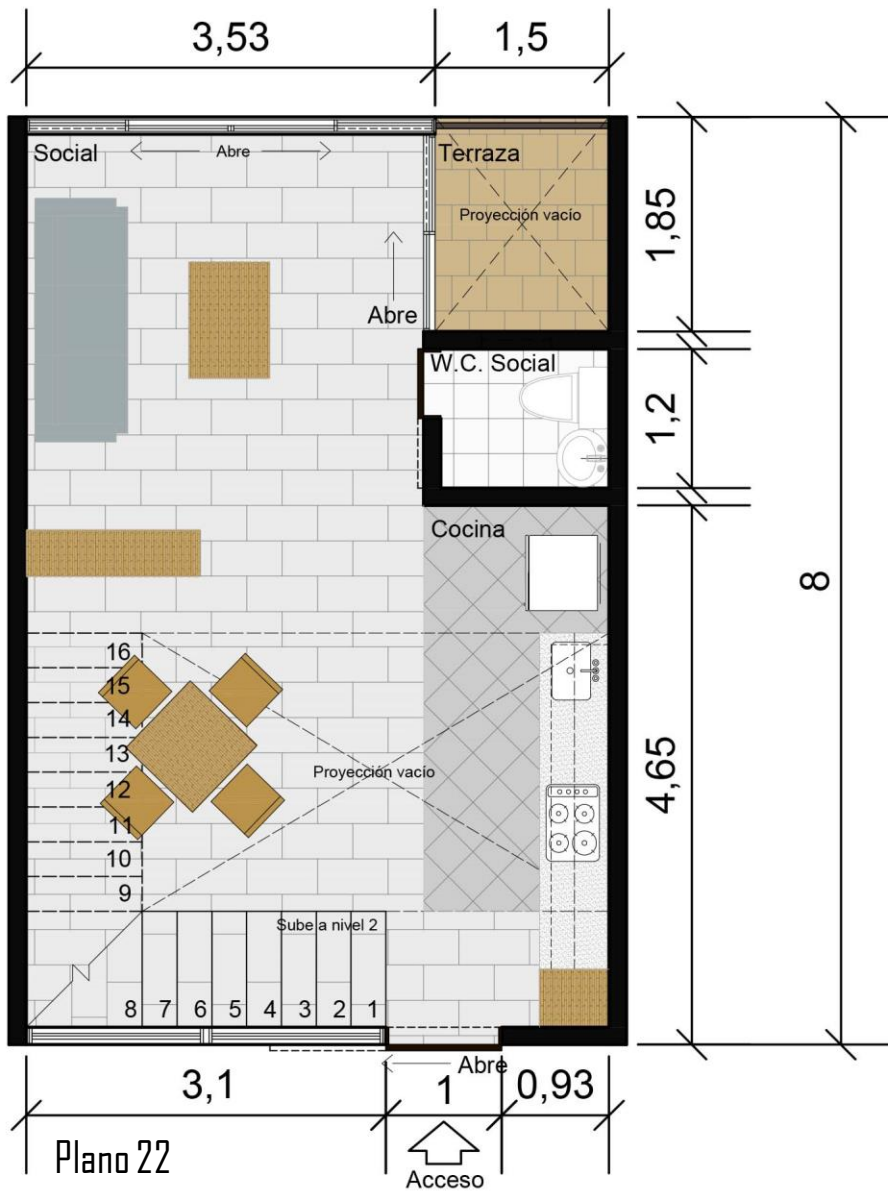 3,53 1,5
Social Abre Terraza
Proyección vacío
1,85
Abre
W.C. Social
1,2
Cocina
8
16
15
14
13
12
11
10
9
Proyección vacío
4,65
Sube a nivel 2
8 7 6 5 4 3 2 1
Abre
3,1 1 0,93
Plano 22
Acceso